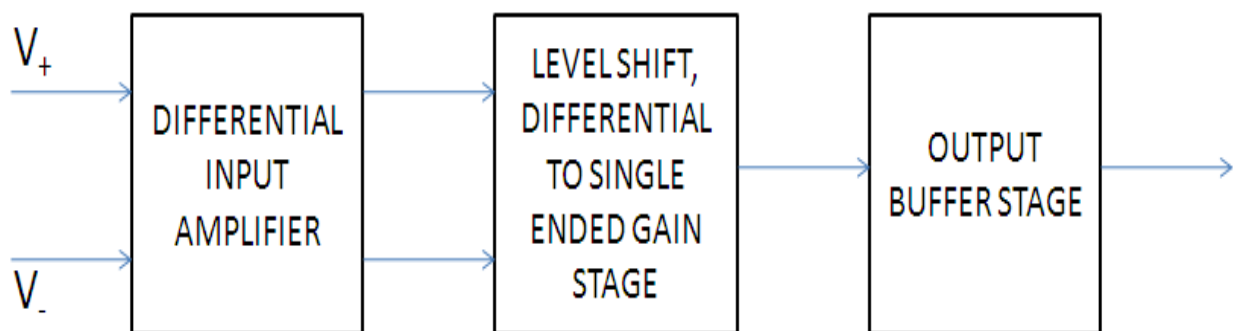 V+
V-
DIFFERENTIAL
INPUT
AMPLIFIER
LEVEL SHIFT,
DIFFERENTIAL
TO SINGLE
ENDED GAIN
STAGE
OUTPUT
BUFFER STAGE